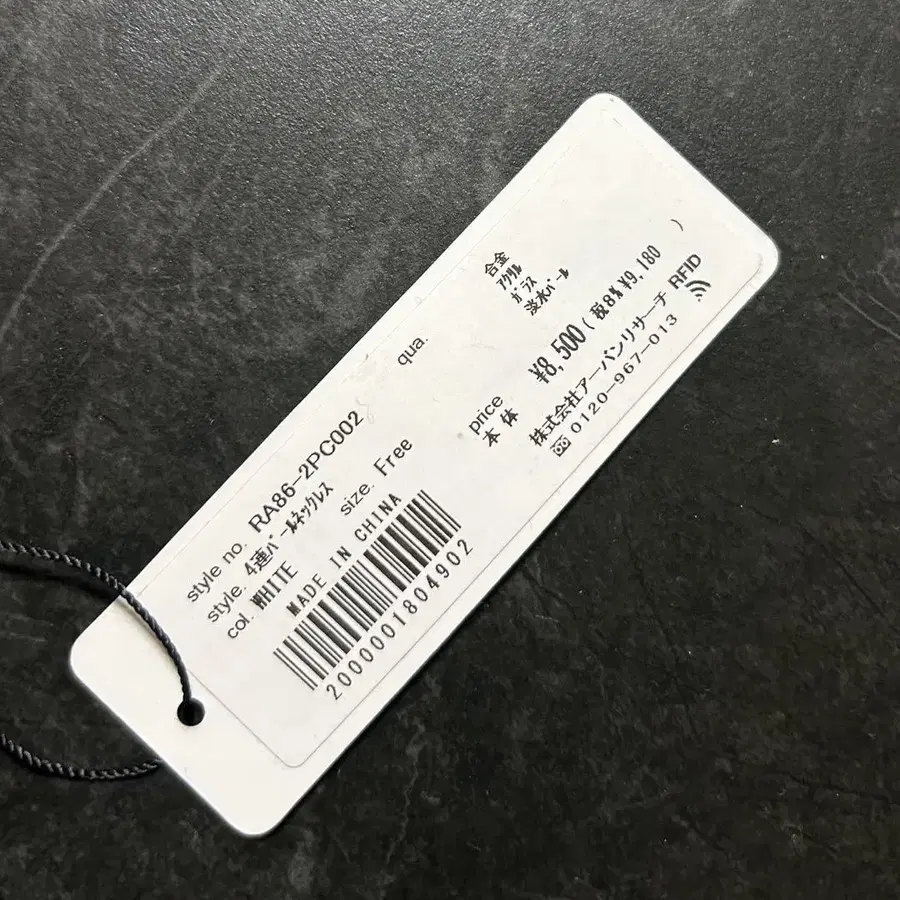 style no. RA86-2PC002
style. 4連ﾊﾟｰﾙﾈｯｸﾚｽ
col. WHITE
size. Free
MADE IN CHINA
2000001804902
qua.
合金
ｱｸﾘﾙ
ｶﾞﾗｽ
淡水ﾊﾟｰﾙ
price
本体 ¥8,500 (税8% ¥9,180 )
株式会社アーバンリサーチ
0120-967-013
RFID